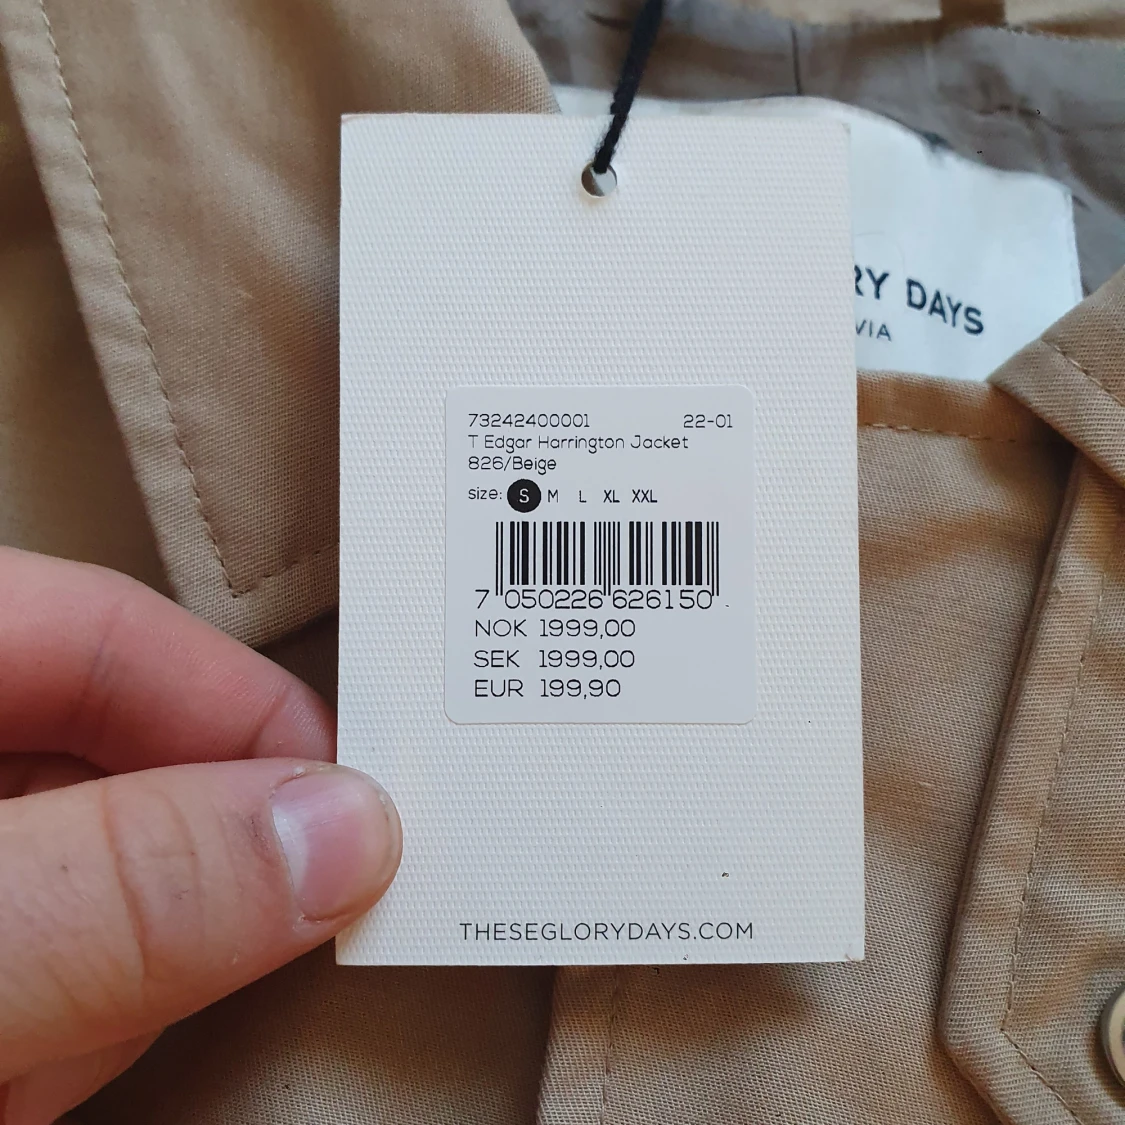 RY DAYS
VIA
73242400001 22-01
T Edgar Harrington Jacket
826/Beige
size: S M L XL XXL
7 050226 626150
NOK 1999,00
SEK 1999,00
EUR 199,90
THESEGLORYDAYS.COM